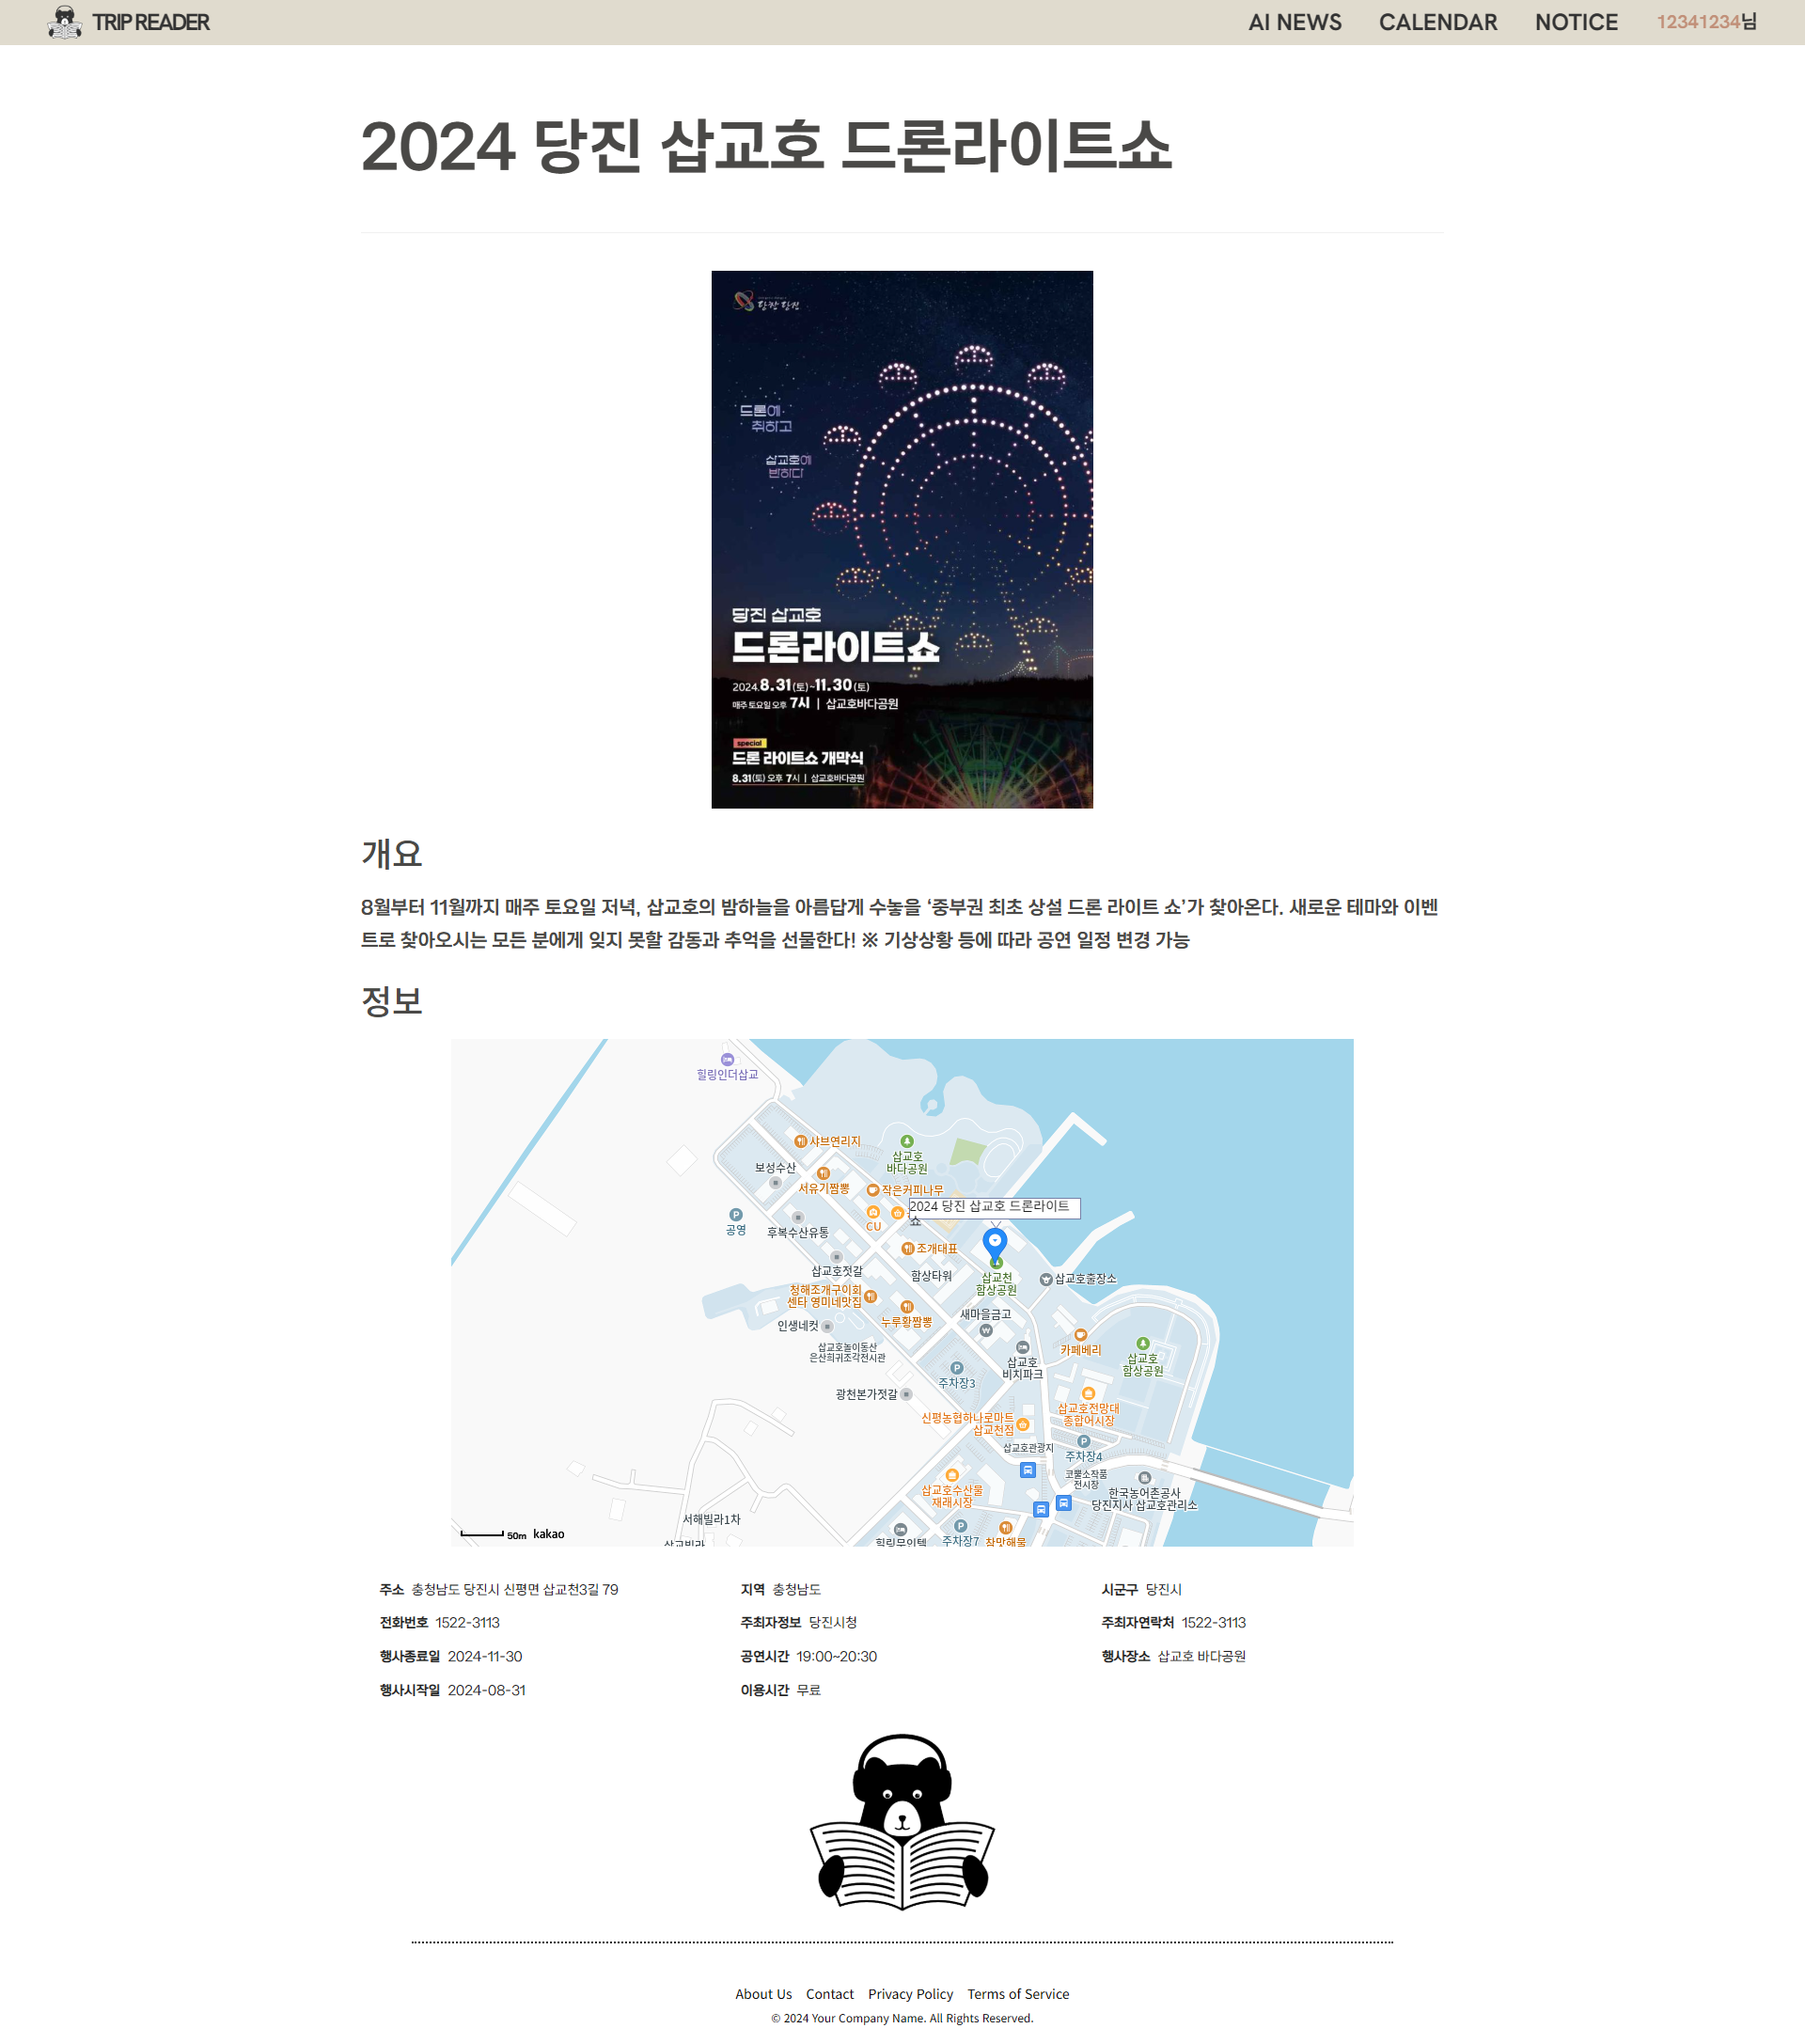 TRIP READER
AI NEWS
CALENDAR
NOTICE
12341234님
2024 당진 삽교호 드론라이트쇼
드론에
취하고
삽교호에
반하다
당진 삽교호
드론라이트쇼
2024.8.31(토)~11.30(토)
매주 토요일 오후 7시 | 삽교호바다공원
special
드론 라이트쇼 개막식
8.31(토) 오후 7시 | 삽교호바다공원
개요
8월부터 11월까지 매주 토요일 저녁, 삽교호의 밤하늘을 아름답게 수놓을 ‘중부권 최초 상설 드론 라이트 쇼’가 찾아온다. 새로운 테마와 이벤
트로 찾아오시는 모든 분에게 잊지 못할 감동과 추억을 선물한다! ※ 기상상황 등에 따라 공연 일정 변경 가능
정보
힐링인더삽교
샤브연리지
삽교호
바다공원
보성수산
서유기짬뽕
작은커피나무
2024 당진 삽교호 드론라이트
쇼
공영
후복수산유통
CU
조개대표
삽교호젓갈
함상타워
삽교천
함상공원
삽교호출장소
청해조개구이회
센타 영미네맛집
누루황짬뽕
새마을금고
인생네컷
삽교호놀이동산
은산희귀조각전시관
카페베리
삽교호
함상공원
삽교호
비치파크
주차장3
광천본가젓갈
삽교호전망대
종합어시장
신평농협하나로마트
삽교천점
삽교호관광지
주차장4
코뿔소작품
전시장
한국농어촌공사
당진지사 삽교호관리소
삽교호수산물
재래시장
서해빌라1차
삽교빌라
힐링무인텔
주차장7
참맛해물
50m kakao
주소 충청남도 당진시 신평면 삽교천3길 79
지역 충청남도
시군구 당진시
전화번호 1522-3113
주최자정보 당진시청
주최자연락처 1522-3113
행사종료일 2024-11-30
공연시간 19:00~20:30
행사장소 삽교호 바다공원
행사시작일 2024-08-31
이용시간 무료
About Us
Contact
Privacy Policy
Terms of Service
© 2024 Your Company Name. All Rights Reserved.